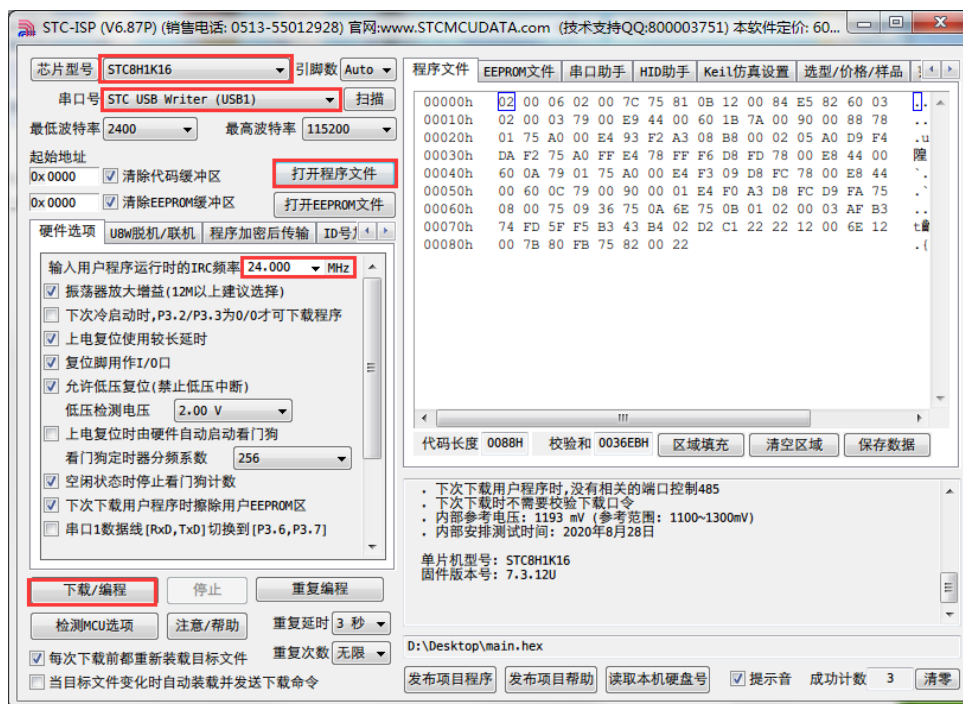 STC-ISP (V6.87P) (销售电话: 0513-55012928) 官网:www.STCMCUDATA.com (技术支持QQ:800003751) 本软件定价: 60...
芯片型号 STC8H1K16 引脚数 Auto
串口号 STC USB Writer (USB1) 扫描
最低波特率 2400 最高波特率 115200
起始地址
0x 0000 清除代码缓冲区 打开程序文件
0x 0000 清除EEPROM缓冲区 打开EEPROM文件
硬件选项 U8W脱机/联机 程序加密后传输 ID号
输入用户程序运行时的IRC频率 24.000 MHz
振荡器放大增益(12M以上建议选择)
下次冷启动时,P3.2/P3.3为0/0才可下载程序
上电复位使用较长延时
复位脚用作I/O口
允许低压复位(禁止低压中断)
低压检测电压 2.00 V
上电复位时由硬件自动启动看门狗
看门狗定时器分频系数 256
空闲状态时停止看门狗计数
下次下载用户程序时擦除用户EEPROM区
串口1数据线[RxD,TxD]切换到[P3.6,P3.7]
下载/编程 停止 重复编程
检测MCU选项 注意/帮助 重复延时 3 秒
每次下载前都重新装载目标文件 重复次数 无限
当目标文件变化时自动装载并发送下载命令
程序文件 EEPROM文件 串口助手 HID助手 Keil仿真设置 选型/价格/样品
00000h 02 00 06 02 00 7C 75 81 0B 12 00 84 E5 82 60 03 ..
00010h 02 00 03 79 00 E9 44 00 60 1B 7A 00 90 00 88 78 ..
00020h 01 75 A0 00 E4 93 F2 A3 08 B8 00 02 05 A0 D9 F4 .u
00030h DA F2 75 A0 FF E4 78 FF F6 D8 FD 78 00 E8 44 00 隍
00040h 60 0A 79 01 75 A0 00 E4 F3 09 D8 FC 78 00 E8 44 `.
00050h 00 60 0C 79 00 90 00 01 E4 F0 A3 D8 FC D9 FA 75 .`
00060h 08 00 75 09 36 75 0A 6E 75 0B 01 02 00 03 AF B3 ..
00070h 74 FD 5F F5 B3 43 B4 02 D2 C1 22 22 12 00 6E 12 t
00080h 00 7B 80 FB 75 82 00 22 .{
代码长度 0088H 校验和 0036EBH 区域填充 清空区域 保存数据
. 下次下载用户程序时,没有相关的端口控制485
. 下次下载时不需要校验下载口令
. 内部参考电压: 1193 mV (参考范围: 1100~1300mV)
. 内部安排测试时间: 2020年8月28日
单片机型号: STC8H1K16
固件版本号: 7.3.12U
D:\Desktop\main.hex
发布项目程序 发布项目帮助 读取本机硬盘号 提示音 成功计数 3 清零